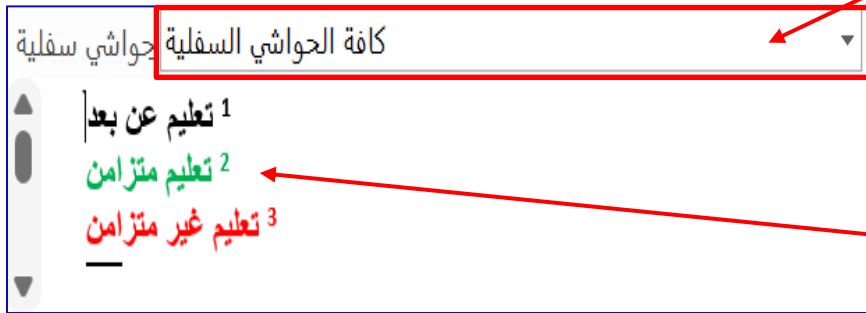 حواشي سفلية كافة الحواشي السفلية
1 تعليم عن بعد
2 تعليم متزامن
3 تعليم غير متزامن